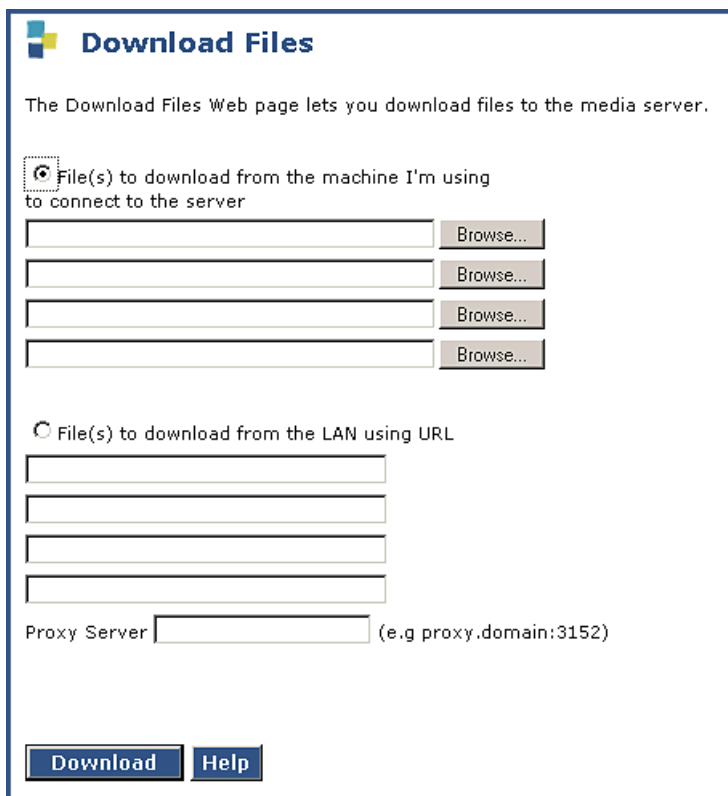 Download Files
The Download Files Web page lets you download files to the media server.
File(s) to download from the machine I'm using
to connect to the server
Browse...
Browse...
Browse...
Browse...
File(s) to download from the LAN using URL
Proxy Server (e.g proxy.domain:3152)
Download Help